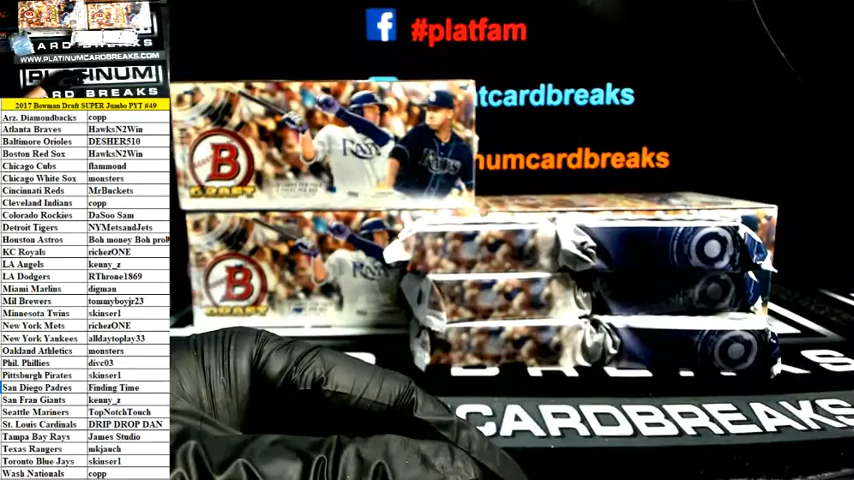 CARD BREAKS
WWW.PLATINUMCARDBREAKS.COM
PLATINUM
ARD BREAKS
2017 Bowman Draft SUPER Jumbo PYT #49
Arz. Diamondbacks copp
Atlanta Braves HawksN2Win
Baltimore Orioles DESHER510
Boston Red Sox HawksN2Win
Chicago Cubs flammond
Chicago White Sox monsters
Cincinnati Reds MrBuckets
Cleveland Indians copp
Colorado Rockies DaSoo Sam
Detroit Tigers NYMetsandJets
Houston Astros Boh money Boh prol
KC Royals richezONE
LA Angels kenny_z
LA Dodgers RThrone1869
Miami Marlins digman
Mil Brewers tommyboyjr23
Minnesota Twins skinser1
New York Mets richezONE
New York Yankees alldaytoplay33
Oakland Athletics monsters
Phil. Phillies divc03
Pittsburgh Pirates skinser1
San Diego Padres Finding Time
San Fran Giants kenny_z
Seattle Mariners TopNotchTouch
St. Louis Cardinals DRIP DROP DAN
Tampa Bay Rays James Studio
Texas Rangers mkjauch
Toronto Blue Jays skinser1
Wash Nationals copp
f #platfam
tcardbreaks
numcardbreaks
B
DRAFT
RAYS
B
DRAFT
CARDBREAKS